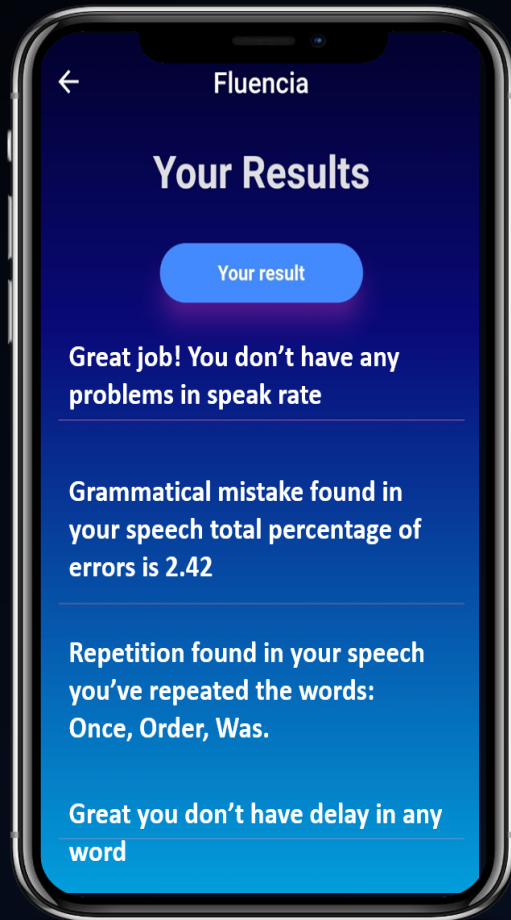 Fluencia
Your Results
Your result
Great job! You don’t have any
problems in speak rate
Grammatical mistake found in
your speech total percentage of
errors is 2.42
Repetition found in your speech
you’ve repeated the words:
Once, Order, Was.
Great you don’t have delay in any
word